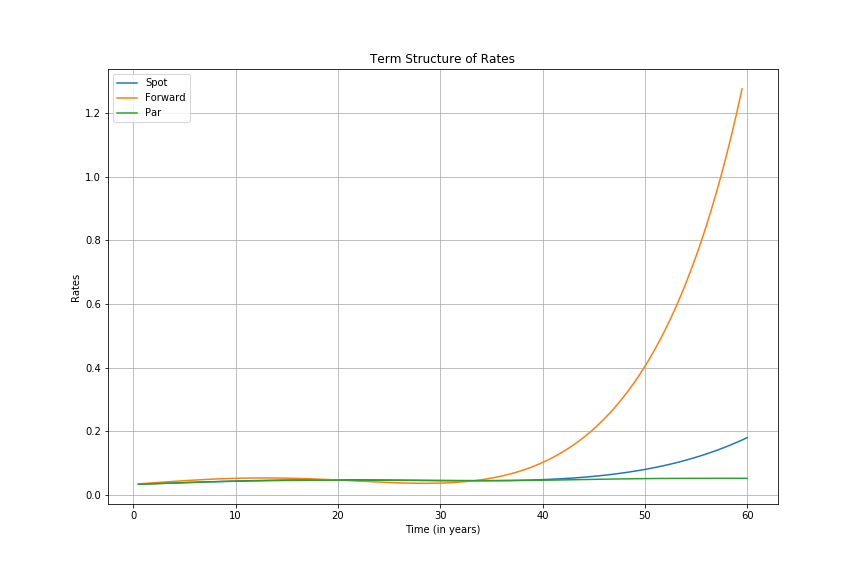 Term Structure of Rates
Spot
Forward
Par
Rates
1.2
1.0
0.8
0.6
0.4
0.2
0.0
0 10 20 30 40 50 60
Time (in years)